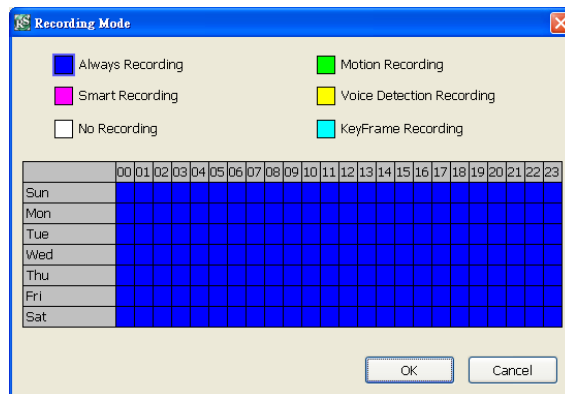 Recording Mode
Always Recording
Motion Recording
Smart Recording
Voice Detection Recording
No Recording
KeyFrame Recording
00 01 02 03 04 05 06 07 08 09 10 11 12 13 14 15 16 17 18 19 20 21 22 23
Sun
Mon
Tue
Wed
Thu
Fri
Sat
OK
Cancel